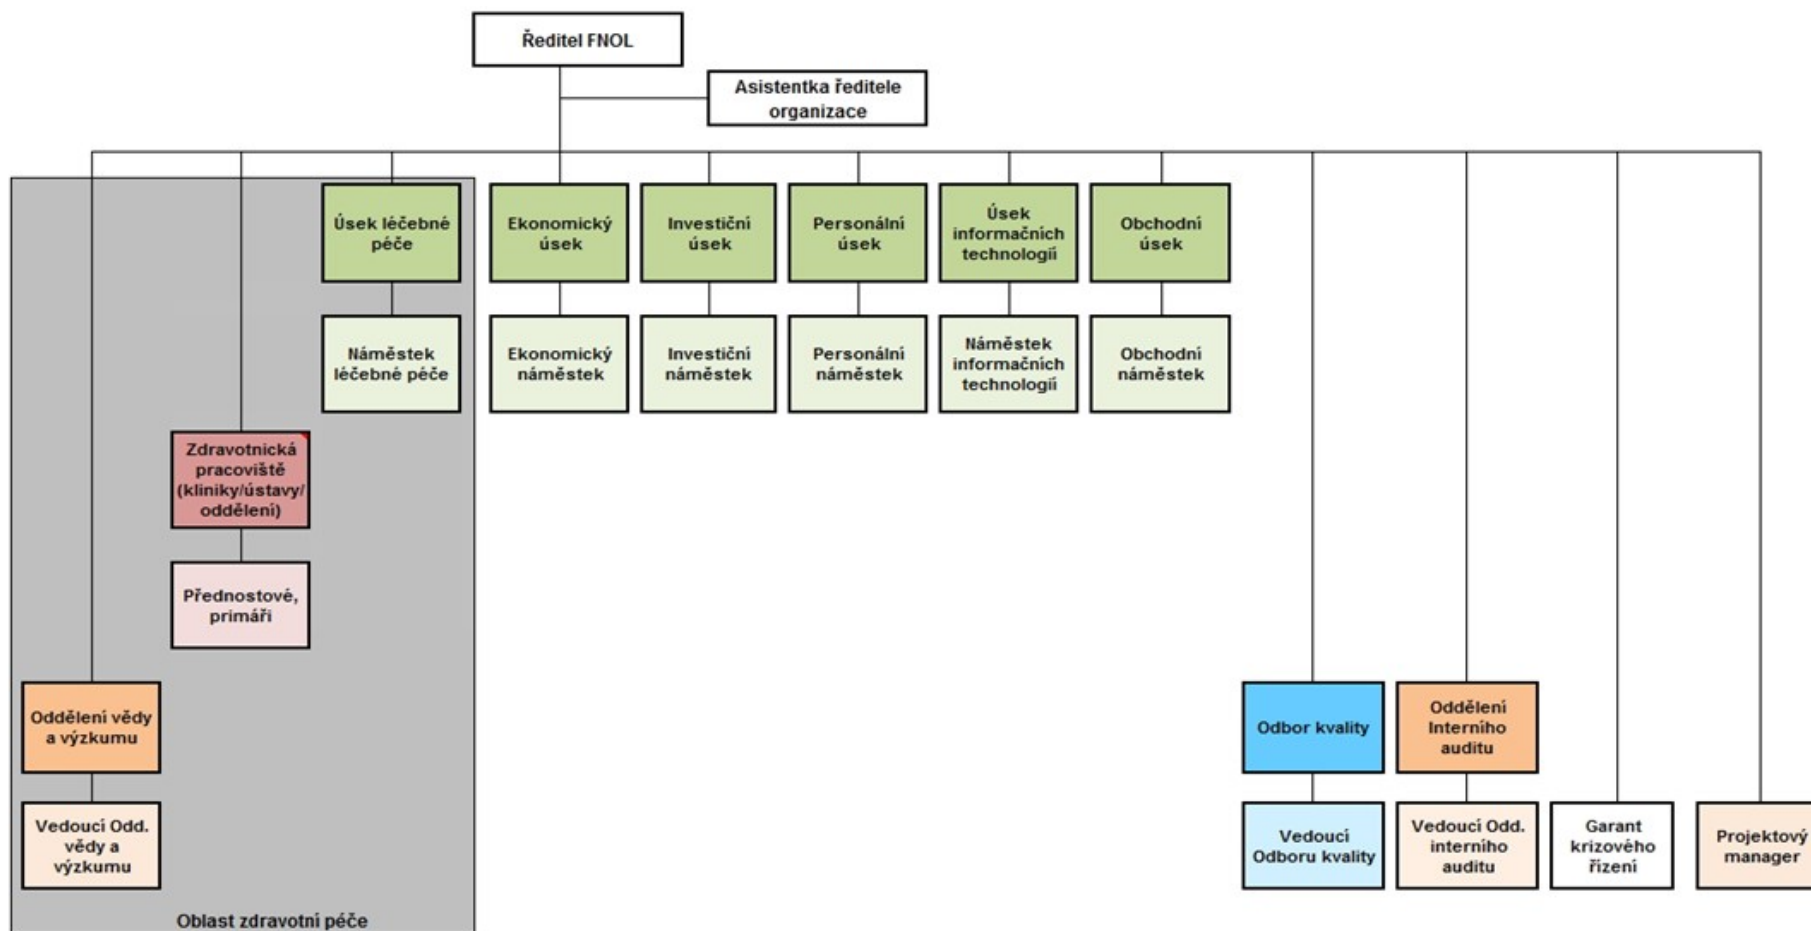 Ředitel FNOL
Asistentka ředitele
organizace
Úsek léčebné
péče
Ekonomický
úsek
Investiční
úsek
Personální
úsek
Úsek
informačních
technologií
Obchodní
úsek
Náměstek
léčebné péče
Ekonomický
náměstek
Investiční
náměstek
Personální
náměstek
Náměstek
informačních
technologií
Obchodní
náměstek
Zdravotnická
pracoviště
(kliniky/ústavy/
oddělení)
Přednostové,
primáři
Oddělení vědy
a výzkumu
Odbor kvality
Oddělení
Interního
auditu
Vedoucí Odd.
vědy a
výzkumu
Vedoucí
Odboru kvality
Vedoucí Odd.
interního
auditu
Garant
krizového
řízení
Projektový
manager
Oblast zdravotní péče